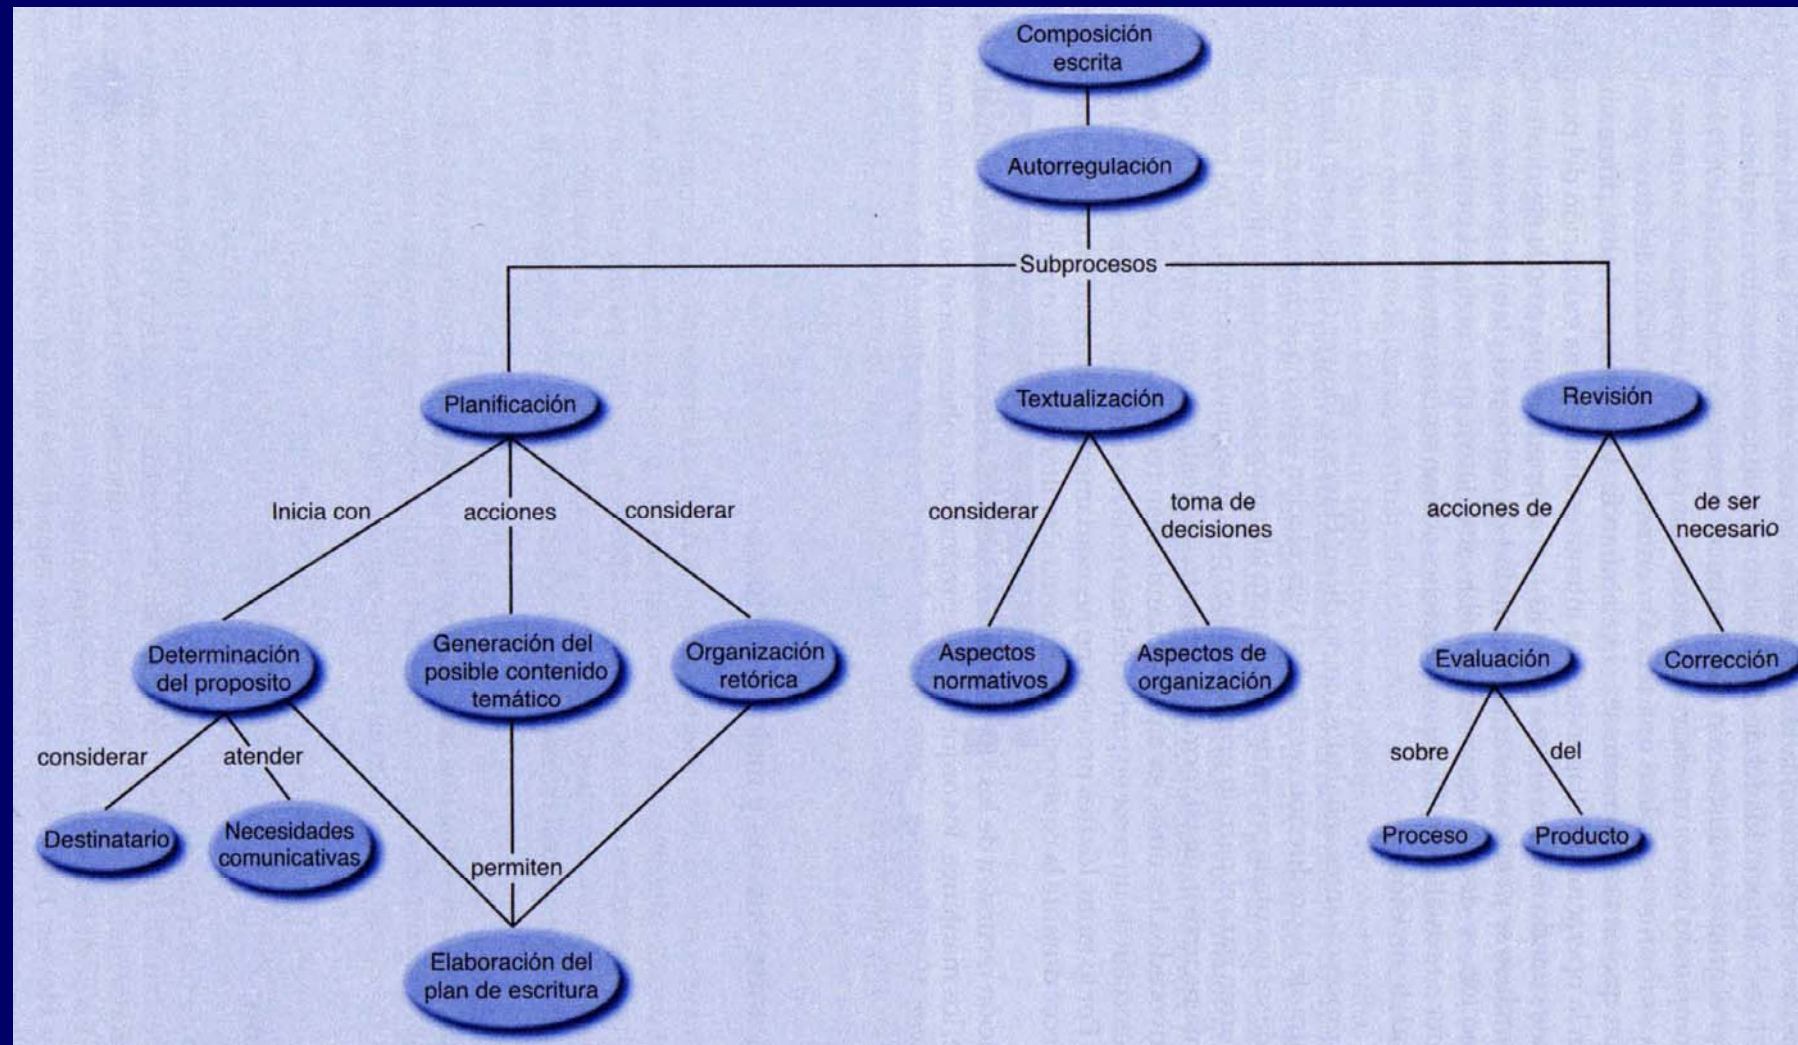 Composición
escrita
Autorregulación
Subprocesos
Planificación
Textualización
Revisión
Inicia con
acciones
considerar
considerar
toma de
decisiones
acciones de
de ser
necesario
Determinación
del proposito
Generación del
posible contenido
temático
Organización
retórica
Aspectos
normativos
Aspectos de
organización
Evaluación
Corrección
considerar
atender
sobre
del
Destinatario
Necesidades
comunicativas
Proceso
Producto
permiten
Elaboración del
plan de escritura